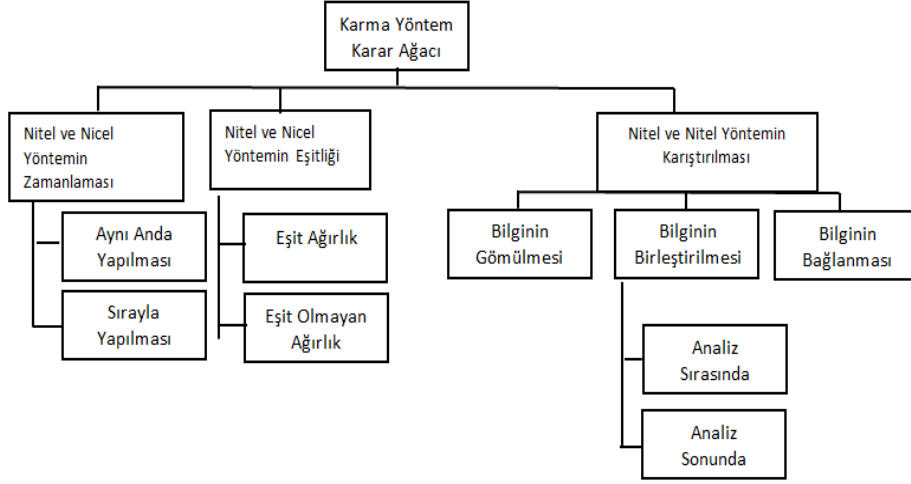 Karma Yöntem
Karar Ağacı
Nitel ve Nicel
Yöntemin
Zamanlaması
Nitel ve Nicel
Yöntemin Eşitliği
Nitel ve Nitel Yöntemin
Karıştırılması
Aynı Anda
Yapılması
Sırayla
Yapılması
Eşit Ağırlık
Eşit Olmayan
Ağırlık
Bilginin
Gömülmesi
Bilginin
Birleştirilmesi
Bilginin
Bağlanması
Analiz
Sırasında
Analiz
Sonunda